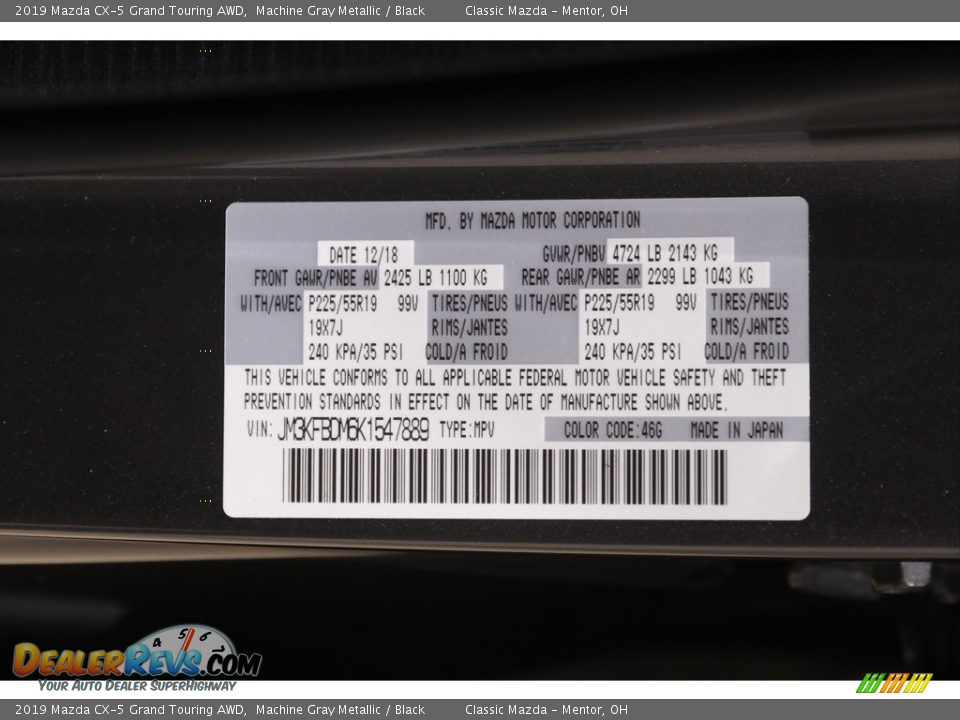 2019 Mazda CX-5 Grand Touring AWD, Machine Gray Metallic / Black Classic Mazda - Mentor, OH
MFD. BY MAZDA MOTOR CORPORATION
DATE 12/18 GVWR/PNBV 4724 LB 2143 KG
FRONT GAWR/PNBE AV 2425 LB 1100 KG REAR GAWR/PNBE AR 2299 LB 1043 KG
WITH/AVEC P225/55R19 99V TIRES/PNEUS WITH/AVEC P225/55R19 99V TIRES/PNEUS
19X7J RIMS/JANTES 19X7J RIMS/JANTES
240 KPA/35 PSI COLD/A FROID 240 KPA/35 PSI COLD/A FROID
THIS VEHICLE CONFORMS TO ALL APPLICABLE FEDERAL MOTOR VEHICLE SAFETY AND THEFT
PREVENTION STANDARDS IN EFFECT ON THE DATE OF MANUFACTURE SHOWN ABOVE.
VIN: JM3KFBDM6K1547889 TYPE:MPV COLOR CODE:46G MADE IN JAPAN
4 5 6
DEALERREVS.COM
YOUR AUTO DEALER SUPERHIGHWAY
2019 Mazda CX-5 Grand Touring AWD, Machine Gray Metallic / Black Classic Mazda - Mentor, OH